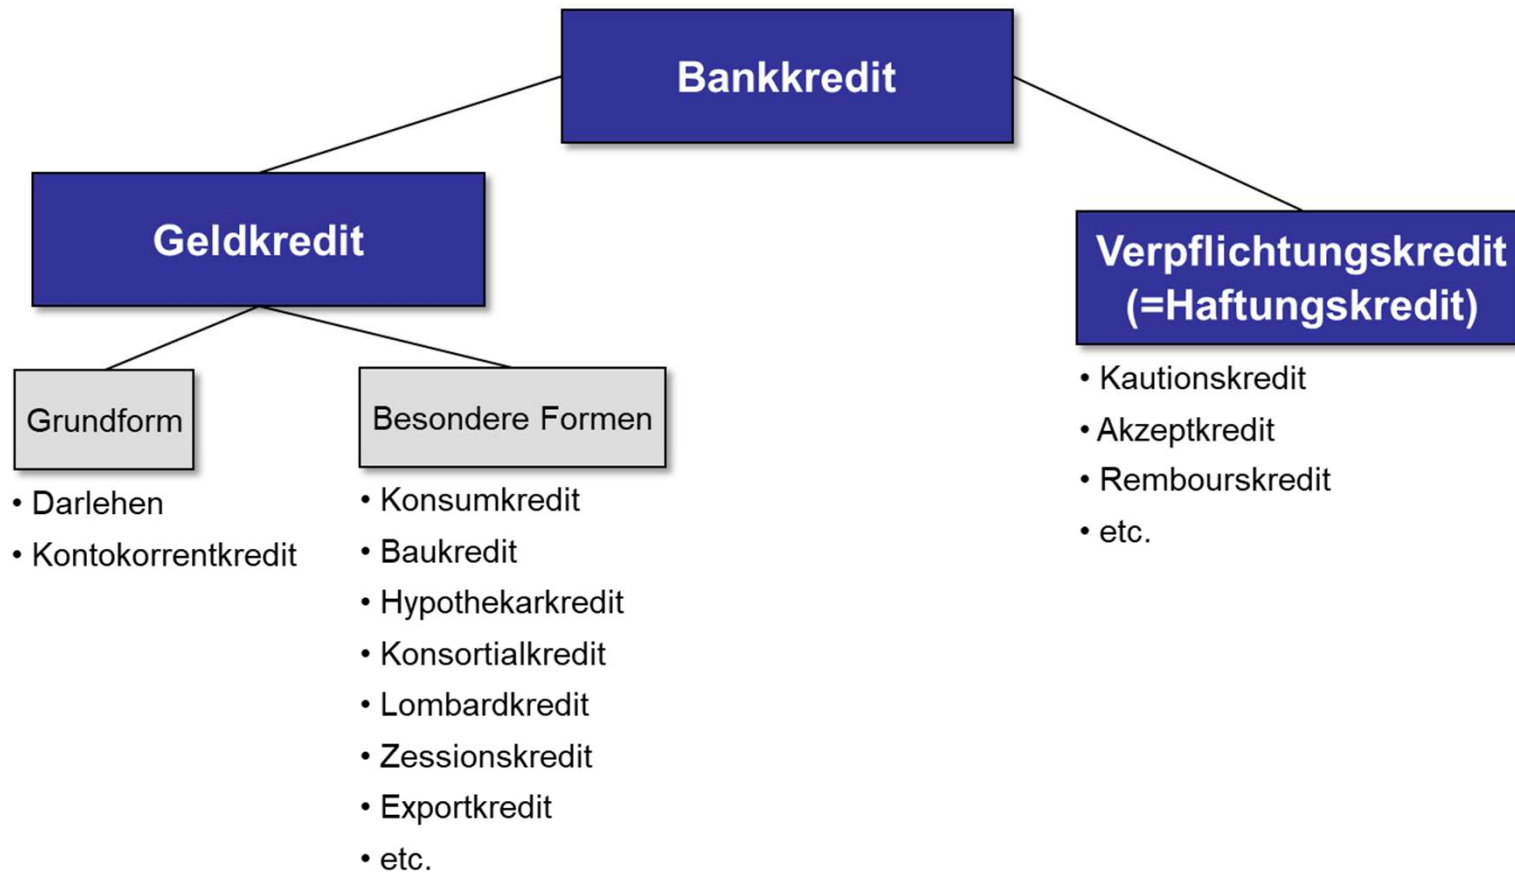 Bankkredit
Geldkredit
Verpflichtungskredit
(=Haftungskredit)
Grundform
• Darlehen
• Kontokorrentkredit
Besondere Formen
• Konsumkredit
• Baukredit
• Hypothekarkredit
• Konsortialkredit
• Lombardkredit
• Zessionskredit
• Exportkredit
• etc.
• Kautionskredit
• Akzeptkredit
• Rembourskredit
• etc.